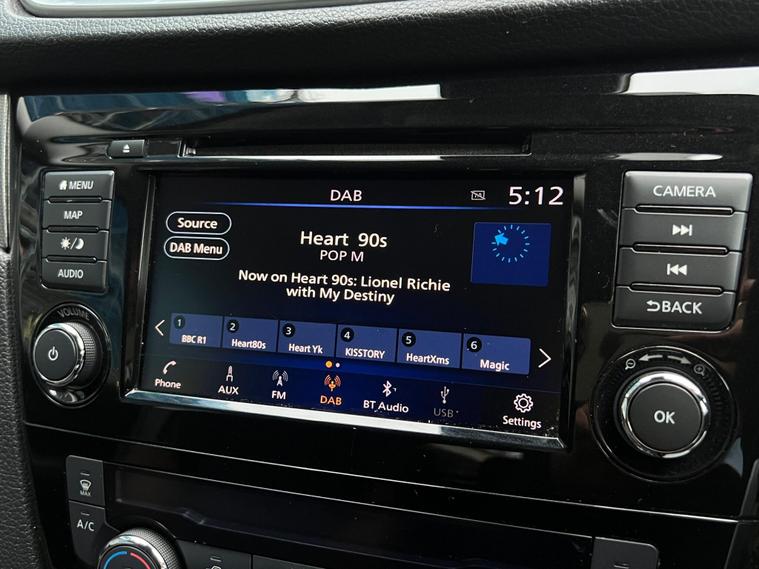 MENU
MAP
AUDIO
VOLUME
DAB
5:12
Source
DAB Menu
Heart 90s
POP M
Now on Heart 90s: Lionel Richie
with My Destiny
1 BBC R1
2 Heart80s
3 Heart Yk
4 KISSTORY
5 HeartXms
6 Magic
Phone
AUX
FM
DAB
BT Audio
USB
Settings
CAMERA
BACK
OK
MAX
A/C